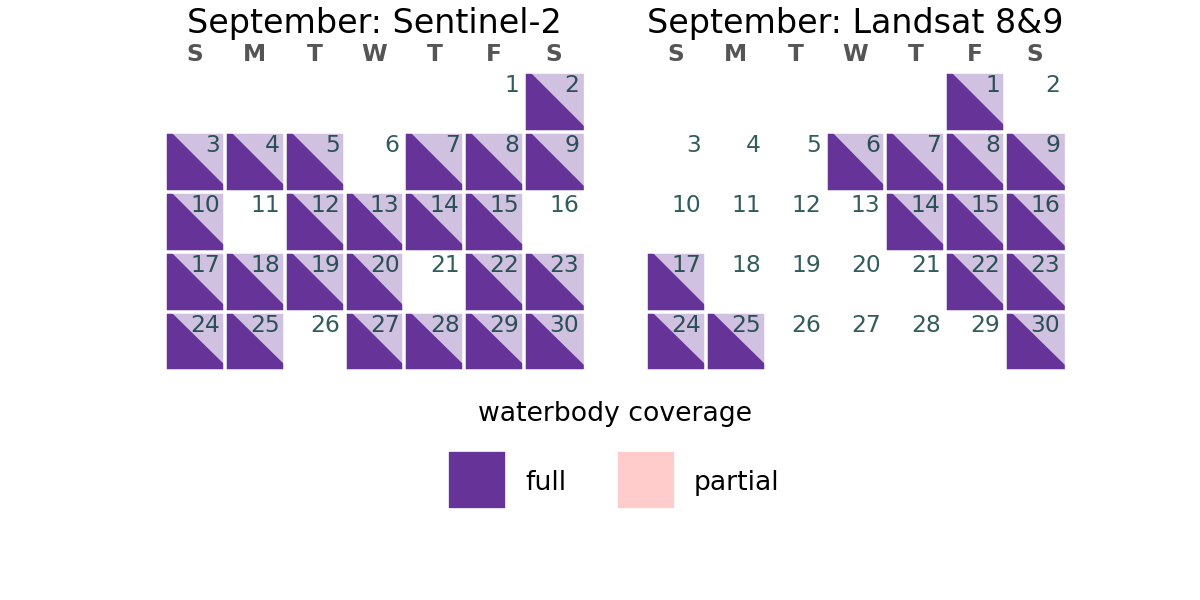 September: Sentinel-2
S M T W T F S
1 2
3 4 5 6 7 8 9
10 11 12 13 14 15 16
17 18 19 20 21 22 23
24 25 26 27 28 29 30
September: Landsat 8&9
S M T W T F S
1 2
3 4 5 6 7 8 9
10 11 12 13 14 15 16
17 18 19 20 21 22 23
24 25 26 27 28 29 30
waterbody coverage
full partial